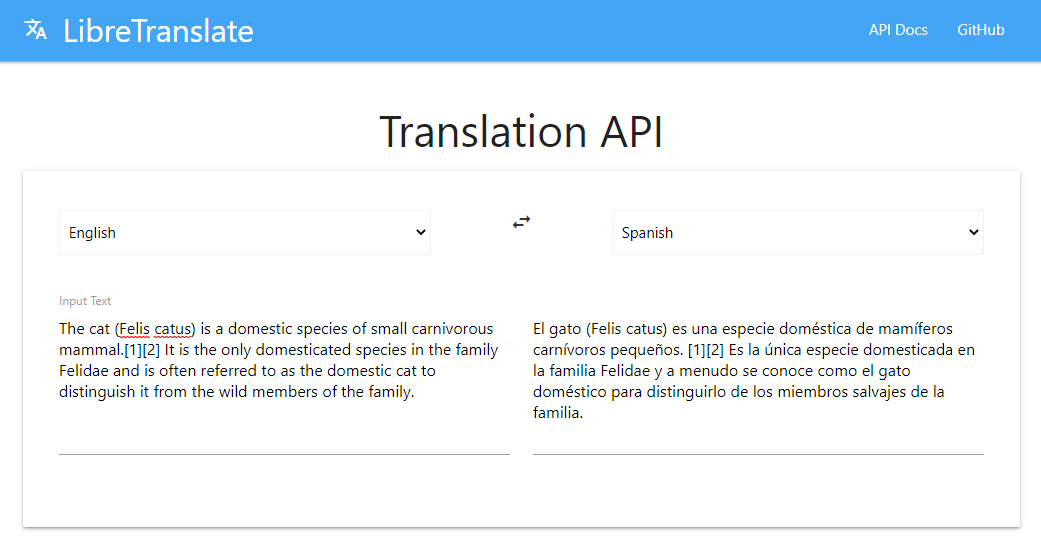 LibreTranslate
API Docs
GitHub
Translation API
English
Spanish
Input Text
The cat (Felis catus) is a domestic species of small carnivorous
mammal.[1][2] It is the only domesticated species in the family
Felidae and is often referred to as the domestic cat to
distinguish it from the wild members of the family.
El gato (Felis catus) es una especie doméstica de mamíferos
carnívoros pequeños. [1][2] Es la única especie domesticada en
la familia Felidae y a menudo se conoce como el gato
doméstico para distinguirlo de los miembros salvajes de la
familia.